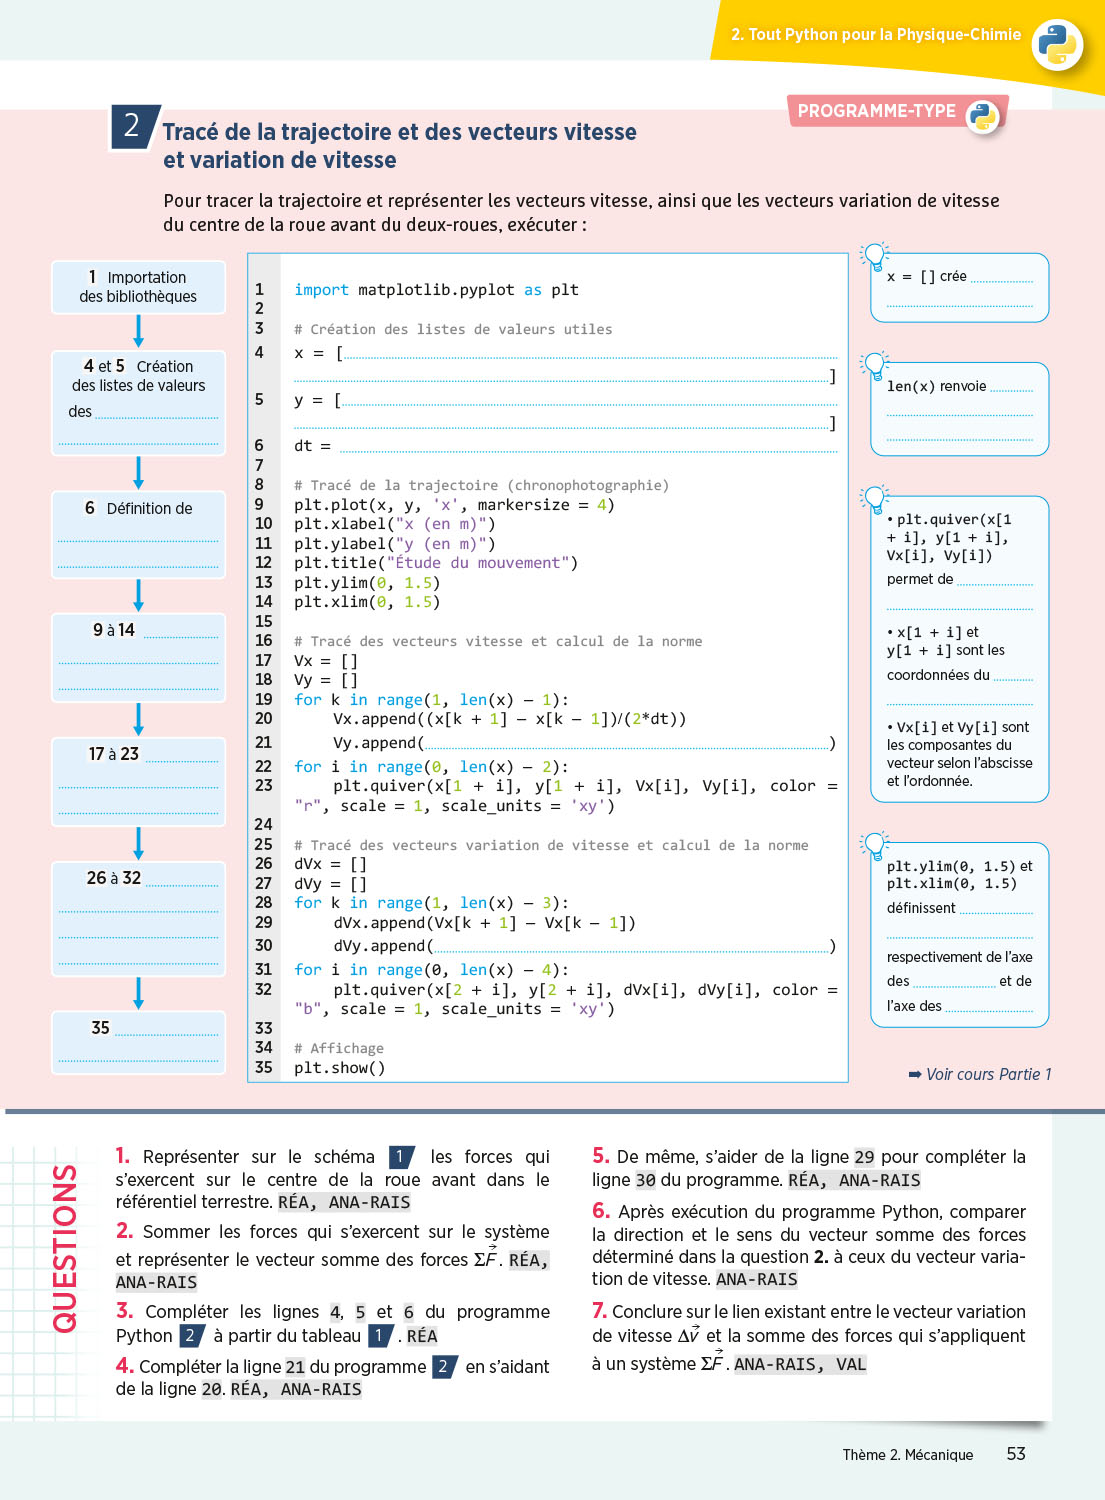 2. Tout Python pour la Physique-Chimie
PROGRAMME-TYPE
2 Tracé de la trajectoire et des vecteurs vitesse
et variation de vitesse
Pour tracer la trajectoire et représenter les vecteurs vitesse, ainsi que les vecteurs variation de vitesse
du centre de la roue avant du deux-roues, exécuter :
1 Importation
des bibliothèques
4 et 5 Création
des listes de valeurs
des
6 Définition de
9 à 14
17 à 23
26 à 32
35
1 import matplotlib.pyplot as plt
2
3 # Création des listes de valeurs utiles
4 x = [
]
5 y = [
]
6 dt =
7
8 # Tracé de la trajectoire (chronophotographie)
9 plt.plot(x, y, 'x', markersize = 4)
10 plt.xlabel("x (en m)")
11 plt.ylabel("y (en m)")
12 plt.title("Étude du mouvement")
13 plt.ylim(0, 1.5)
14 plt.xlim(0, 1.5)
15
16 # Tracé des vecteurs vitesse et calcul de la norme
17 Vx = []
18 Vy = []
19 for k in range(1, len(x) – 1):
20 Vx.append((x[k + 1] – x[k – 1])/(2*dt))
21 Vy.append( )
22 for i in range(0, len(x) – 2):
23 plt.quiver(x[1 + i], y[1 + i], Vx[i], Vy[i], color =
"r", scale = 1, scale_units = 'xy')
24
25 # Tracé des vecteurs variation de vitesse et calcul de la norme
26 dVx = []
27 dVy = []
28 for k in range(1, len(x) – 3):
29 dVx.append(Vx[k + 1] – Vx[k – 1])
30 dVy.append( )
31 for i in range(0, len(x) – 4):
32 plt.quiver(x[2 + i], y[2 + i], dVx[i], dVy[i], color =
"b", scale = 1, scale_units = 'xy')
33
34 # Affichage
35 plt.show()
x = [] crée
len(x) renvoie
• plt.quiver(x[1
+ i], y[1 + i],
Vx[i], Vy[i])
permet de
• x[1 + i] et
y[1 + i] sont les
coordonnées du
• Vx[i] et Vy[i] sont
les composantes du
vecteur selon l'abscisse
et l'ordonnée.
plt.ylim(0, 1.5) et
plt.xlim(0, 1.5)
définissent
respectivement de l'axe
des et de
l'axe des
➡ Voir cours Partie 1
QUESTIONS
1. Représenter sur le schéma 1 les forces qui
s'exercent sur le centre de la roue avant dans le
référentiel terrestre. RÉA, ANA-RAIS
2. Sommer les forces qui s'exercent sur le système
et représenter le vecteur somme des forces ΣF⃗. RÉA,
ANA-RAIS
3. Compléter les lignes 4, 5 et 6 du programme
Python 2 à partir du tableau 1. RÉA
4. Compléter la ligne 21 du programme 2 en s'aidant
de la ligne 20. RÉA, ANA-RAIS
5. De même, s'aider de la ligne 29 pour compléter la
ligne 30 du programme. RÉA, ANA-RAIS
6. Après exécution du programme Python, comparer
la direction et le sens du vecteur somme des forces
déterminé dans la question 2. à ceux du vecteur varia-
tion de vitesse. ANA-RAIS
7. Conclure sur le lien existant entre le vecteur variation
de vitesse Δv⃗ et la somme des forces qui s'appliquent
à un système ΣF⃗. ANA-RAIS, VAL
Thème 2. Mécanique 53